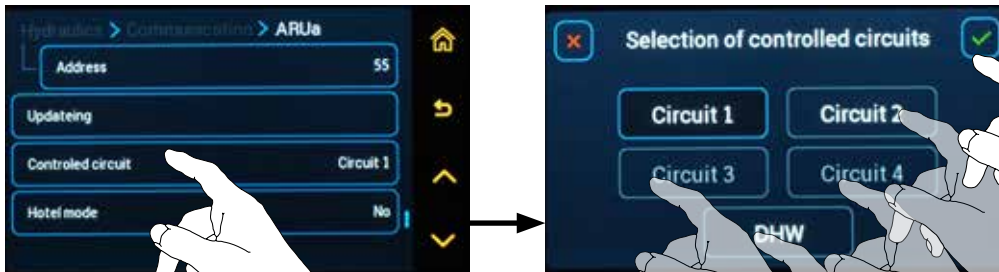 Hydraulics > Communication > ARUa
Address 55
Updateing
Controled circuit Circuit 1
Hotel mode No
Selection of controlled circuits
Circuit 1 Circuit 2
Circuit 3 Circuit 4
DHW